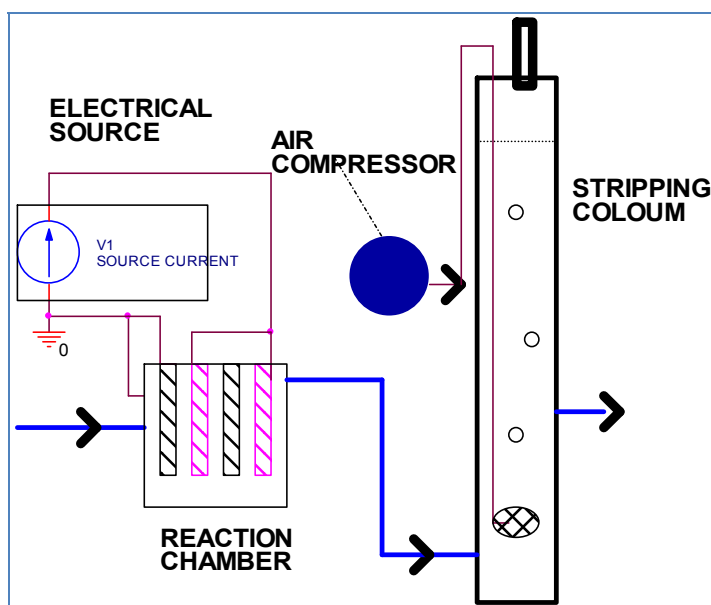 ELECTRICAL
SOURCE
AIR
COMPRESSOR
STRIPPING
COLOUM
V1
SOURCE CURRENT
0
REACTION
CHAMBER